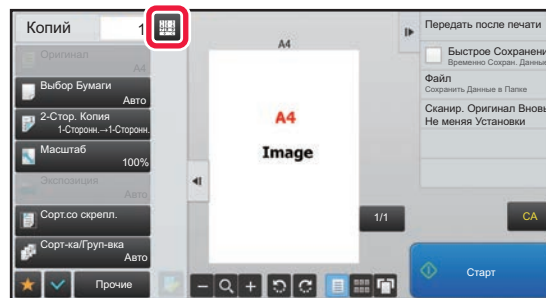 Копий 1
Оригинал
A4
Выбор Бумаги
Авто
2-Стор. Копия
1-Сторонн.→1-Сторонн.
Масштаб
100%
Экспозиция
Авто
Сорт.со скрепл.
Сорт-ка/Груп-вка
Авто
Прочие
A4
A4
Image
1/1
Передать после печати
Быстрое Сохранени
Временно Сохран. Данные
Файл
Сохранить Данные в Папке
Сканир. Оригинал Вновь
Не меняя Установки
CA
Старт